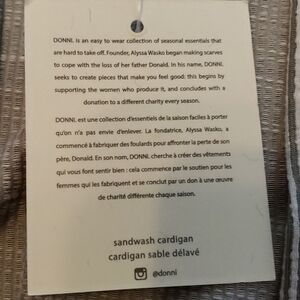 DONNI. is an easy to wear collection of seasonal essentials that
are hard to take off. Founder, Alyssa Wasko began making scarves
to cope with the loss of her father Donald. In his name, DONNI.
seeks to create pieces that make you feel good: this begins by
supporting the women who produce it, and concludes with a
donation to a different charity every season.
DONNI. est une collection d'essentiels de la saison faciles à porter
qu'on n'a pas envie d'enlever. La fondatrice, Alyssa Wasko, a
commencé à fabriquer des foulards pour affronter la perte de son
père, Donald. En son nom, DONNI. cherche à créer des vêtements
qui vous font sentir bien : cela commence par le soutien pour les
femmes qui les fabriquent et se conclut par un don à une œuvre
de charité différente chaque saison.
sandwash cardigan
cardigan sable délavé
@donni